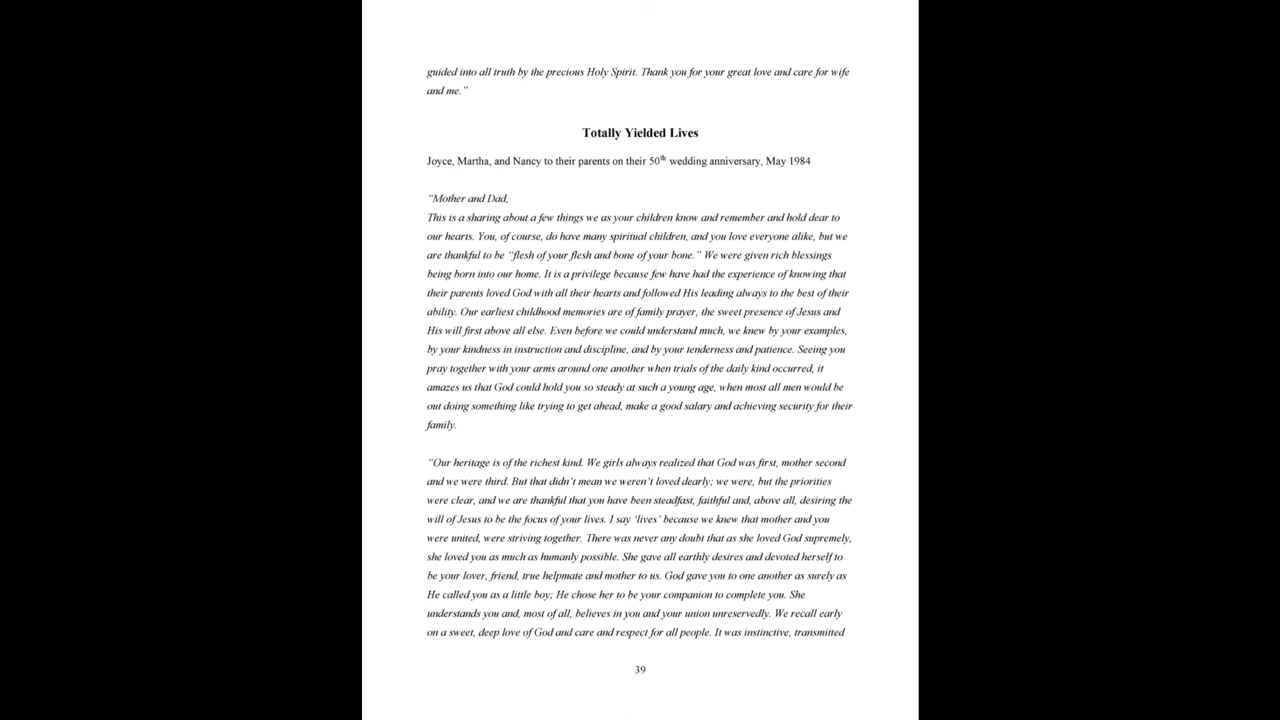 guided into all truth by the precious Holy Spirit. Thank you for your great love and care for wife
and me.”
Totally Yielded Lives
Joyce, Martha, and Nancy to their parents on their 50th wedding anniversary, May 1984
“Mother and Dad,
This is a sharing about a few things we as your children know and remember and hold dear to
our hearts. You, of course, do have many spiritual children, and you love everyone alike, but we
are thankful to be “flesh of your flesh and bone of your bone.” We were given rich blessings
being born into our home. It is a privilege because few have had the experience of knowing that
their parents loved God with all their hearts and followed His leading always to the best of their
ability. Our earliest childhood memories are of family prayer, the sweet presence of Jesus and
His will first above all else. Even before we could understand much, we knew by your examples,
by your kindness in instruction and discipline, and by your tenderness and patience. Seeing you
pray together with your arms around one another when trials of the daily kind occurred, it
amazes us that God could hold you so steady at such a young age, when most all men would be
out doing something like trying to get ahead, make a good salary and achieving security for their
family.
“Our heritage is of the richest kind. We girls always realized that God was first, mother second
and we were third. But that didn’t mean we weren’t loved dearly; we were, but the priorities
were clear, and we are thankful that you have been steadfast, faithful and, above all, desiring the
will of Jesus to be the focus of your lives. I say ‘lives’ because we knew that mother and you
were united, were striving together. There was never any doubt that as she loved God supremely,
she loved you as much as humanly possible. She gave all earthly desires and devoted herself to
be your lover, friend, true helpmate and mother to us. God gave you to one another as surely as
He called you as a little boy; He chose her to be your companion to complete you. She
understands you and, most of all, believes in you and your union unreservedly. We recall early
on a sweet, deep love of God and care and respect for all people. It was instinctive, transmitted
39